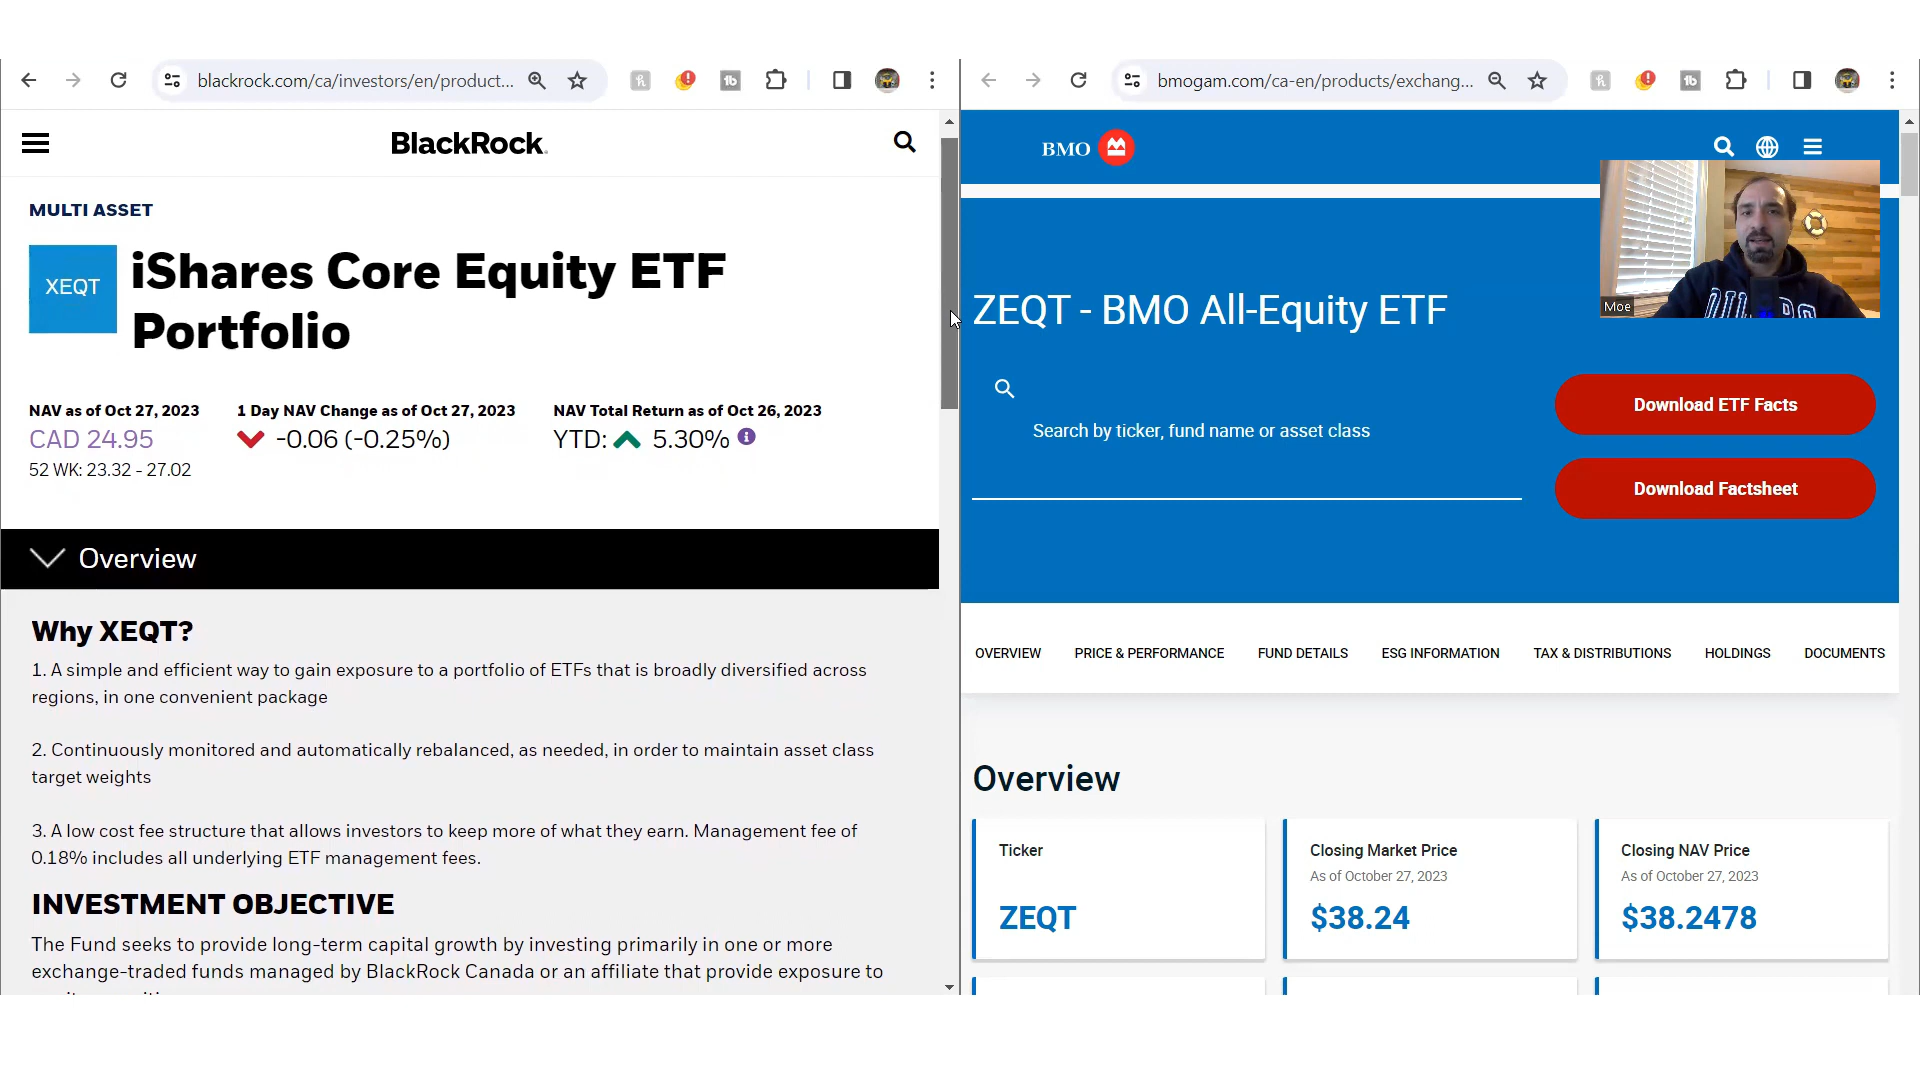 blackrock.com/ca/investors/en/product...
BlackRock.
MULTI ASSET
XEQT
iShares Core Equity ETF
Portfolio
NAV as of Oct 27, 2023
CAD 24.95
52 WK: 23.32 - 27.02
1 Day NAV Change as of Oct 27, 2023
-0.06 (-0.25%)
NAV Total Return as of Oct 26, 2023
YTD: 5.30%
Overview
Why XEQT?
1. A simple and efficient way to gain exposure to a portfolio of ETFs that is broadly diversified across
regions, in one convenient package
2. Continuously monitored and automatically rebalanced, as needed, in order to maintain asset class
target weights
3. A low cost fee structure that allows investors to keep more of what they earn. Management fee of
0.18% includes all underlying ETF management fees.
INVESTMENT OBJECTIVE
The Fund seeks to provide long-term capital growth by investing primarily in one or more
exchange-traded funds managed by BlackRock Canada or an affiliate that provide exposure to
bmogam.com/ca-en/products/exchang...
BMO
Moe
ZEQT - BMO All-Equity ETF
Search by ticker, fund name or asset class
Download ETF Facts
Download Factsheet
OVERVIEW
PRICE & PERFORMANCE
FUND DETAILS
ESG INFORMATION
TAX & DISTRIBUTIONS
HOLDINGS
DOCUMENTS
Overview
Ticker
ZEQT
Closing Market Price
As of October 27, 2023
$38.24
Closing NAV Price
As of October 27, 2023
$38.2478